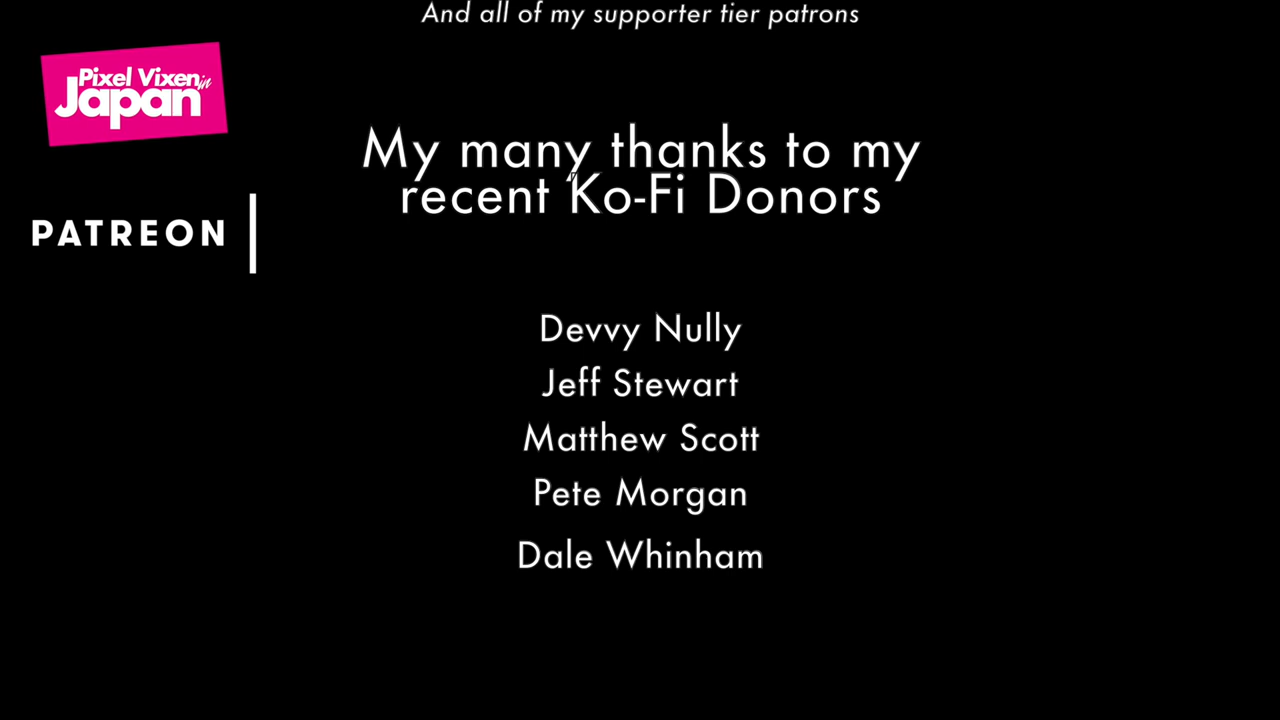 And all of my supporter tier patrons
Pixel Vixen in
Japan
My many thanks to my
recent Ko-Fi Donors
PATREON
Devvy Nully
Jeff Stewart
Matthew Scott
Pete Morgan
Dale Whinham